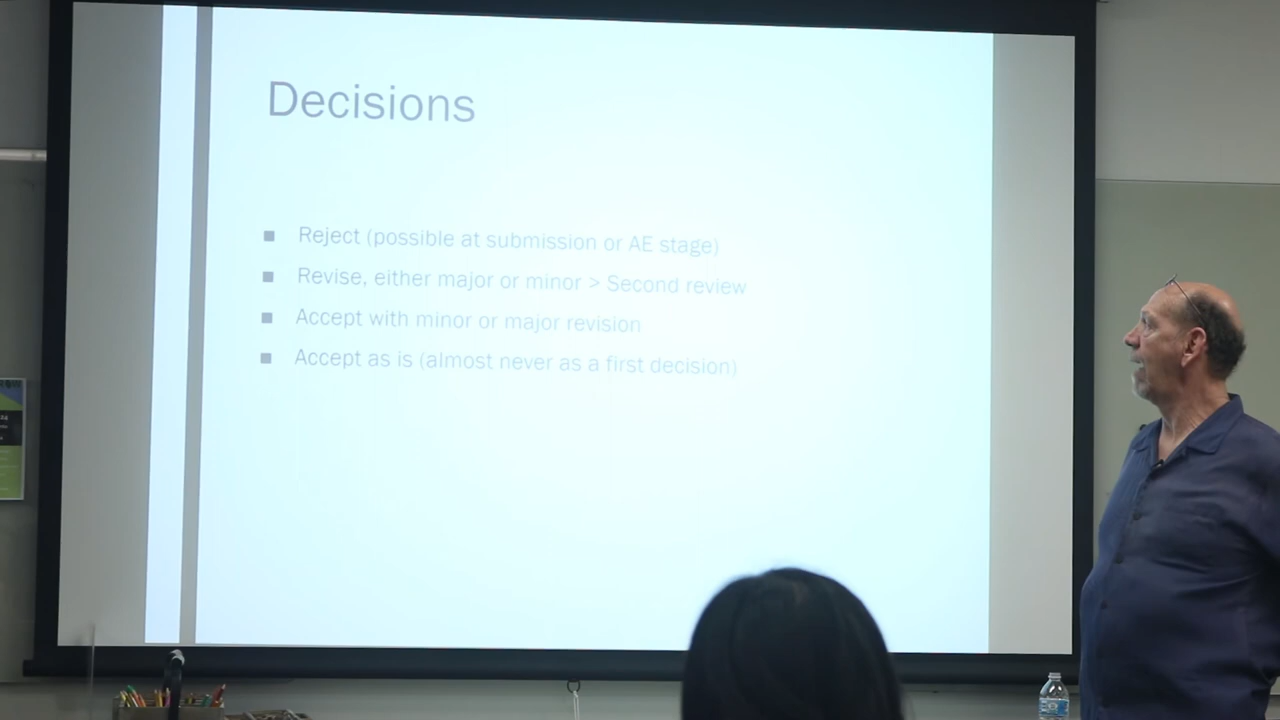 Decisions
Reject (possible at submission or AE stage)
Revise, either major or minor > Second review
Accept with minor or major revision
Accept as is (almost never as a first decision)